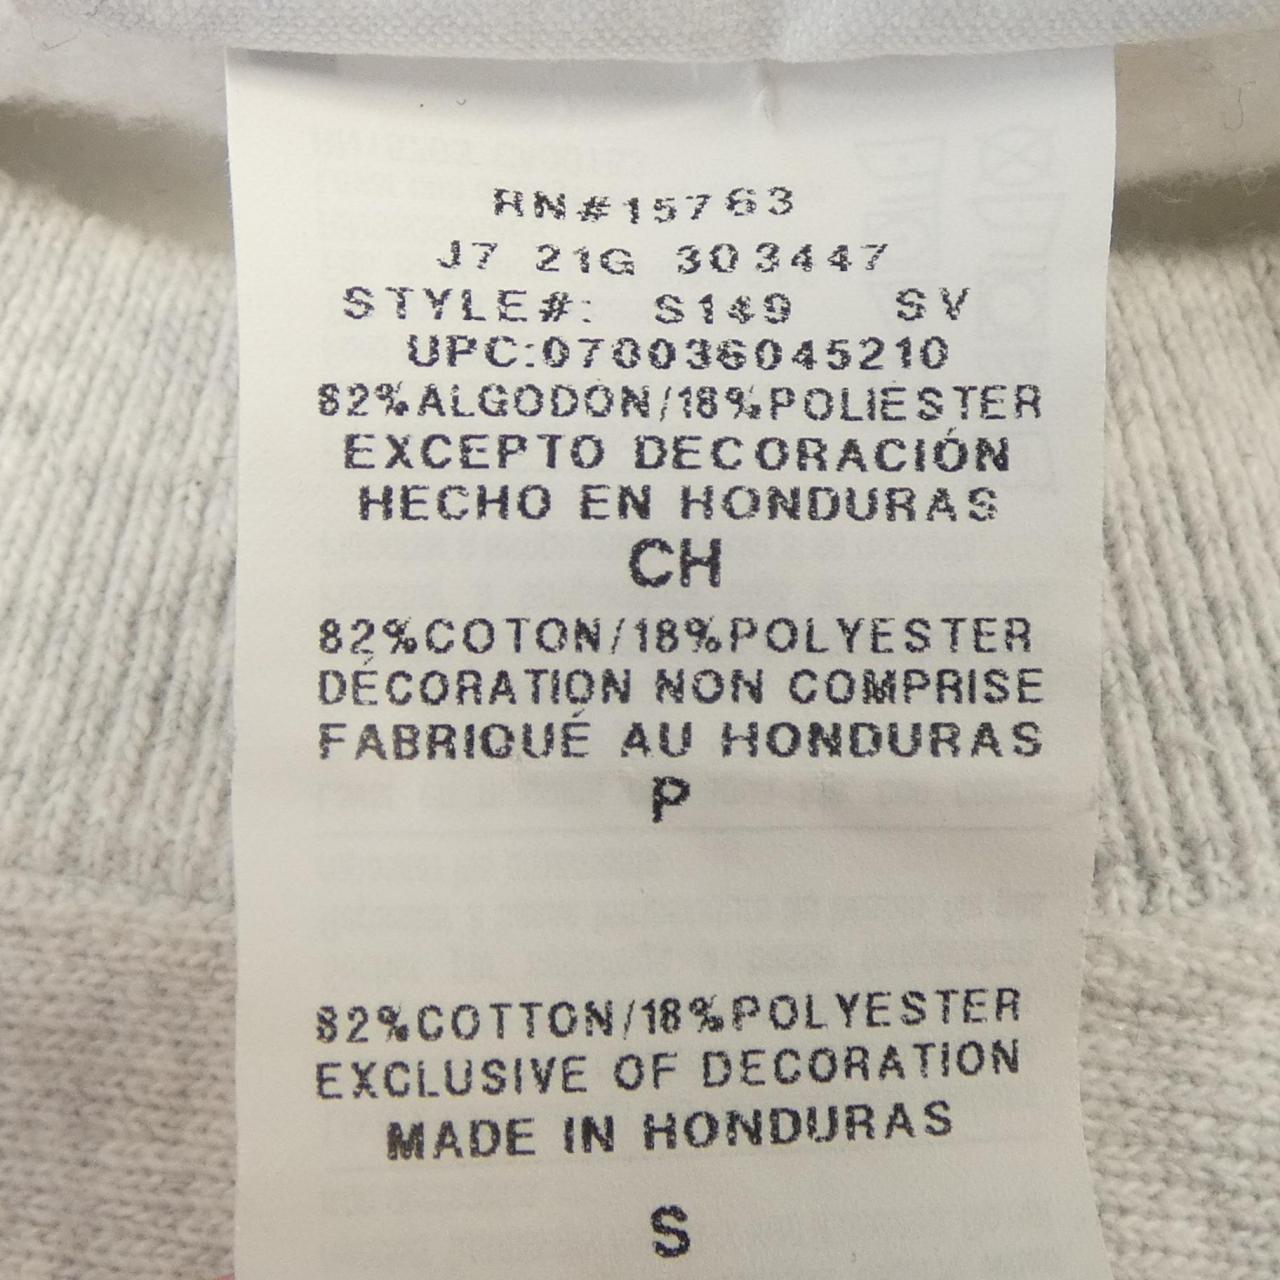 RN#15763
J7 21G 303447
STYLE#: S149 SV
UPC:070036045210
82%ALGODÓN/18%POLIÉSTER
EXCEPTO DECORACIÓN
HECHO EN HONDURAS
CH
82%COTON/18%POLYESTER
DÉCORATION NON COMPRISE
FABRIQUÉ AU HONDURAS
P
82%COTTON/18%POLYESTER
EXCLUSIVE OF DECORATION
MADE IN HONDURAS
S